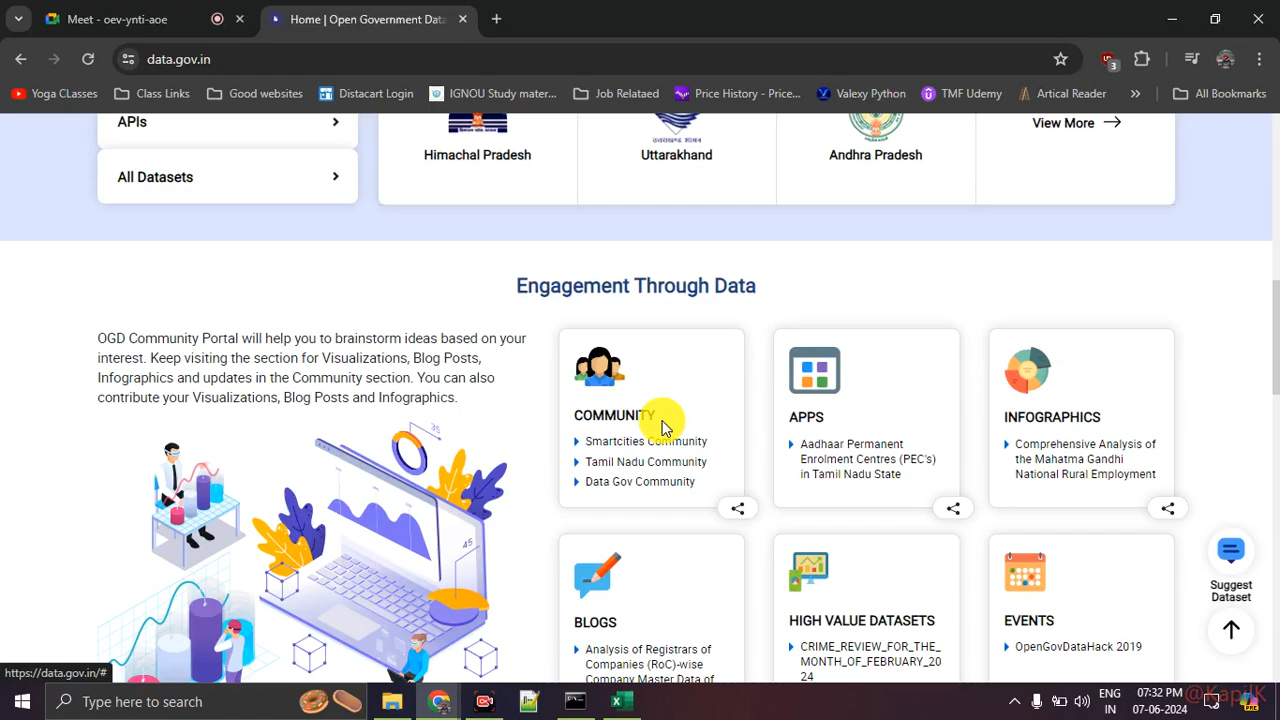 Meet - oev-ynti-aoe
Home | Open Government Data
data.gov.in
3
Yoga CLasses
Class Links
Good websites
Distacart Login
IGNOU Study mater...
Job Relataed
Price History - Price...
Valexy Python
TMF Udemy
Artical Reader
All Bookmarks
APIs
View More
Himachal Pradesh
Uttarakhand
Andhra Pradesh
All Datasets
Engagement Through Data
OGD Community Portal will help you to brainstorm ideas based on your
interest. Keep visiting the section for Visualizations, Blog Posts,
Infographics and updates in the Community section. You can also
contribute your Visualizations, Blog Posts and Infographics.
COMMUNITY
Smartcities Community
Tamil Nadu Community
Data Gov Community
APPS
Aadhaar Permanent
Enrolment Centres (PEC's)
in Tamil Nadu State
INFOGRAPHICS
Comprehensive Analysis of
the Mahatma Gandhi
National Rural Employment
35
45
BLOGS
Analysis of Registrars of
Companies (RoC)-wise
Company Master Data of
HIGH VALUE DATASETS
CRIME_REVIEW_FOR_THE_
MONTH_OF_FEBRUARY_20
24
EVENTS
OpenGovDataHack 2019
Suggest
Dataset
https://data.gov.in/#
Type here to search
ENG
IN
07:32 PM
07-06-2024
@KapilK
PRE